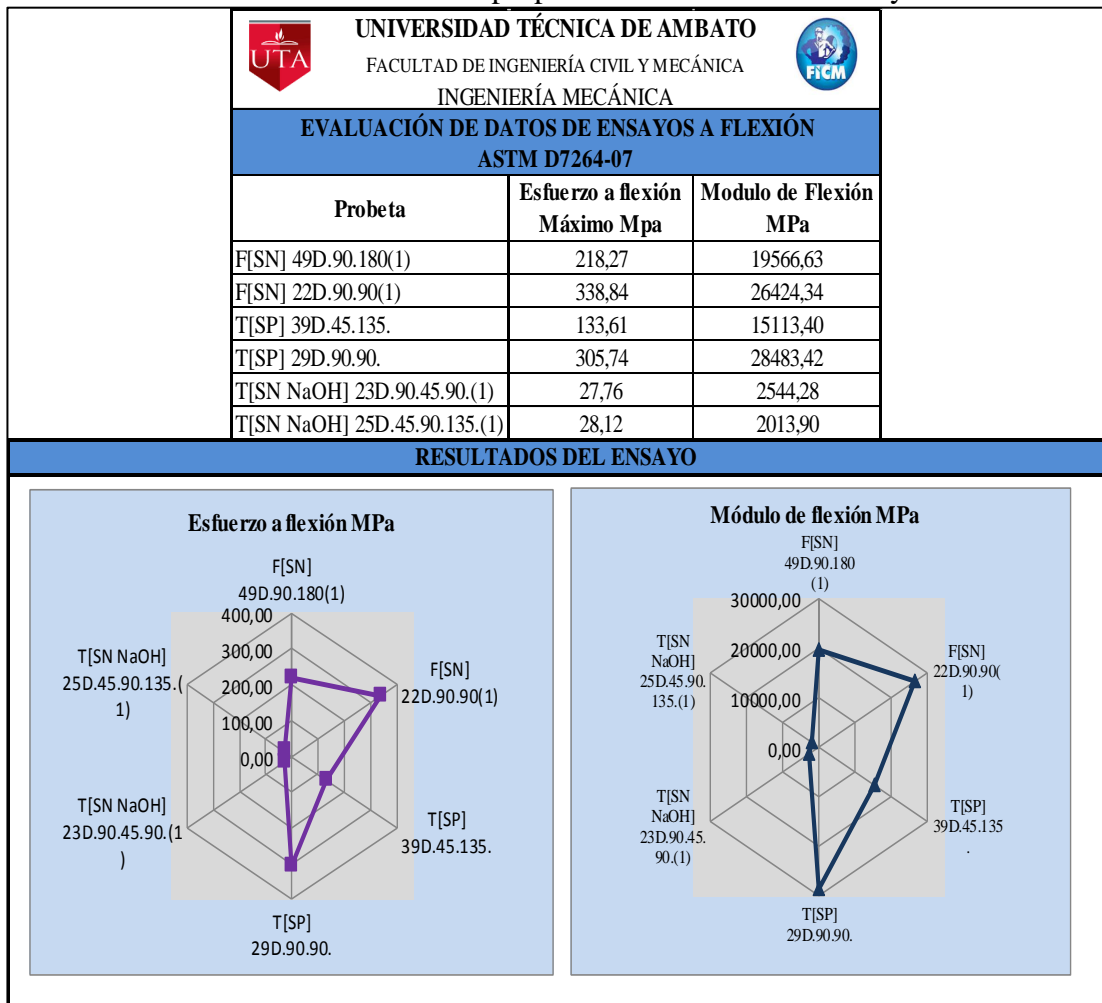 UTA
UNIVERSIDAD TÉCNICA DE AMBATO
FACULTAD DE INGENIERÍA CIVIL Y MECÁNICA
INGENIERÍA MECÁNICA
FICM
EVALUACIÓN DE DATOS DE ENSAYOS A FLEXIÓN
ASTM D7264-07
Probeta
Esfuerzo a flexión
Máximo Mpa
Modulo de Flexión
MPa
F[SN] 49D.90.180(1) 218,27 19566,63
F[SN] 22D.90.90(1) 338,84 26424,34
T[SP] 39D.45.135. 133,61 15113,40
T[SP] 29D.90.90. 305,74 28483,42
T[SN NaOH] 23D.90.45.90.(1) 27,76 2544,28
T[SN NaOH] 25D.45.90.135.(1) 28,12 2013,90
RESULTADOS DEL ENSAYO
Esfuerzo a flexión MPa
F[SN]
49D.90.180(1)
400,00
300,00
200,00
100,00
0,00
F[SN]
22D.90.90(1)
T[SP]
39D.45.135.
T[SP]
29D.90.90.
T[SN NaOH]
23D.90.45.90.(1
)
T[SN NaOH]
25D.45.90.135.(
1)
Módulo de flexión MPa
F[SN]
49D.90.180
(1)
30000,00
20000,00
10000,00
0,00
F[SN]
22D.90.90(
1)
T[SP]
39D.45.135
.
T[SP]
29D.90.90.
T[SN
NaOH]
23D.90.45.
90.(1)
T[SN
NaOH]
25D.45.90.
135.(1)